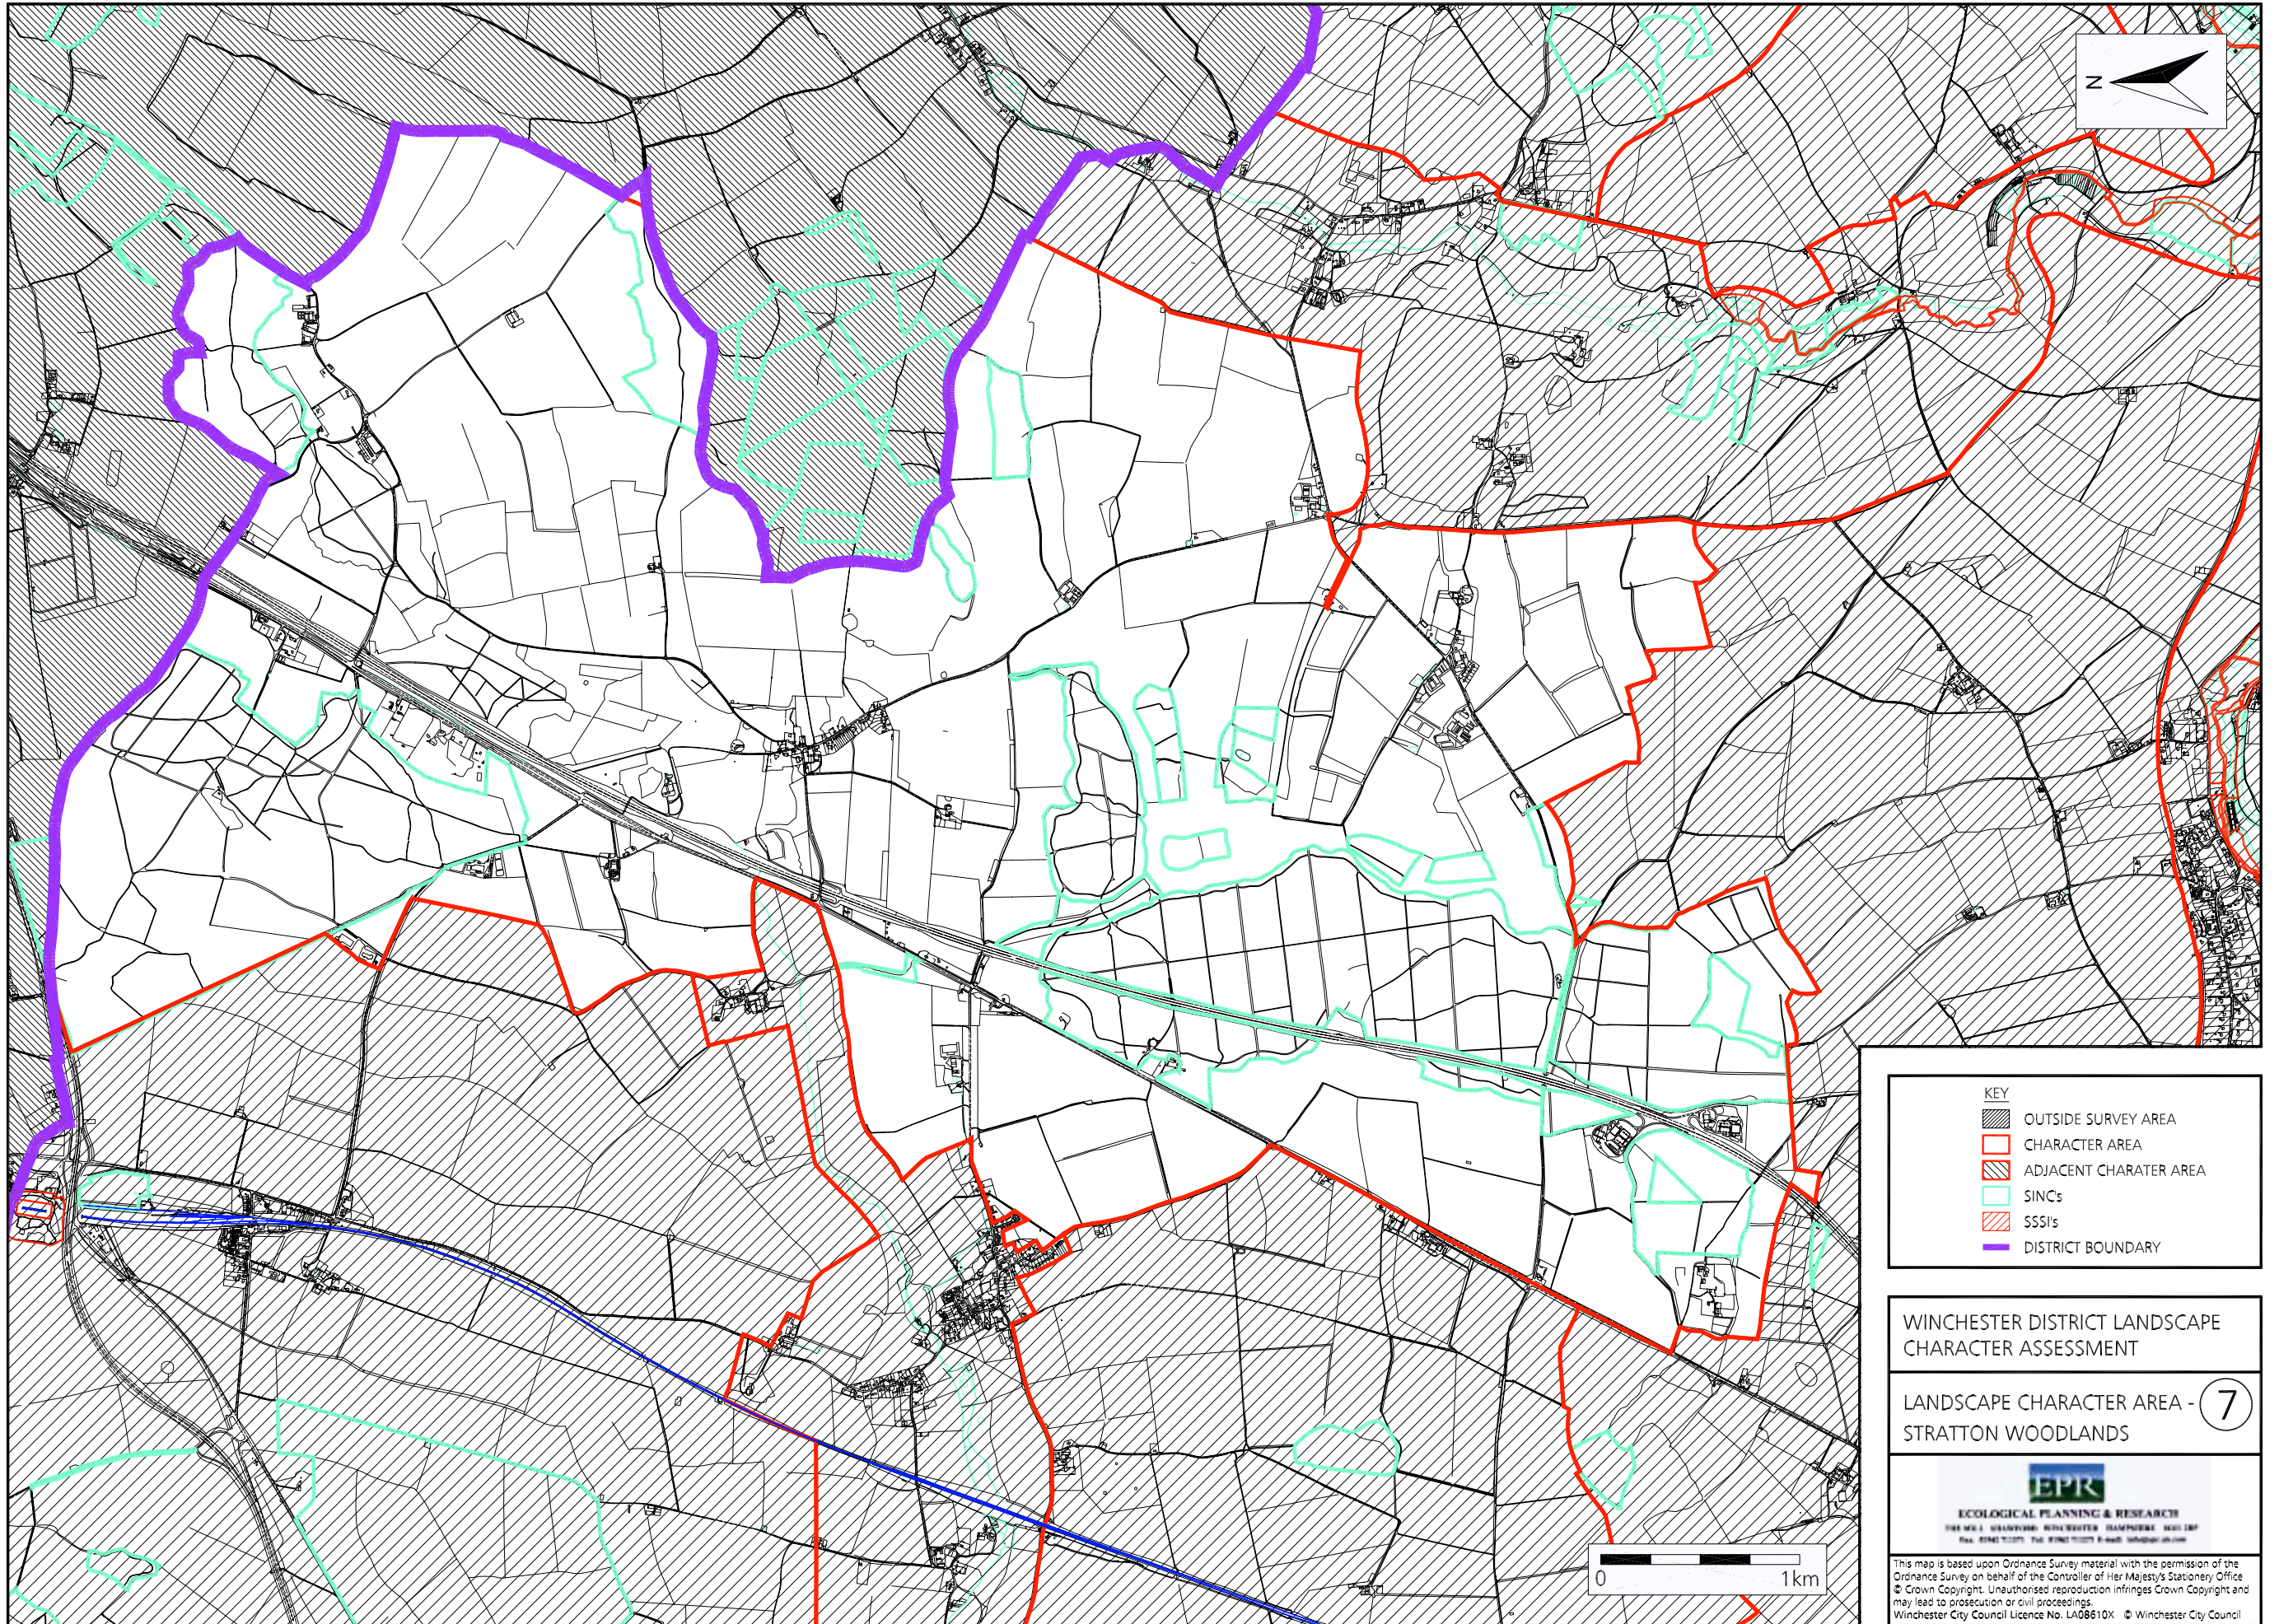 N
KEY
OUTSIDE SURVEY AREA
CHARACTER AREA
ADJACENT CHARATER AREA
SINC's
SSSI's
DISTRICT BOUNDARY
WINCHESTER DISTRICT LANDSCAPE
CHARACTER ASSESSMENT
LANDSCAPE CHARACTER AREA - 7
STRATTON WOODLANDS
EPR
ECOLOGICAL PLANNING & RESEARCH
0 1km
This map is based upon Ordnance Survey material with the permission of the
Ordnance Survey on behalf of the Controller of Her Majesty's Stationery Office
© Crown Copyright. Unauthorised reproduction infringes Crown Copyright and
may lead to prosecution or civil proceedings.
Winchester City Council Licence No. LA08610X © Winchester City Council